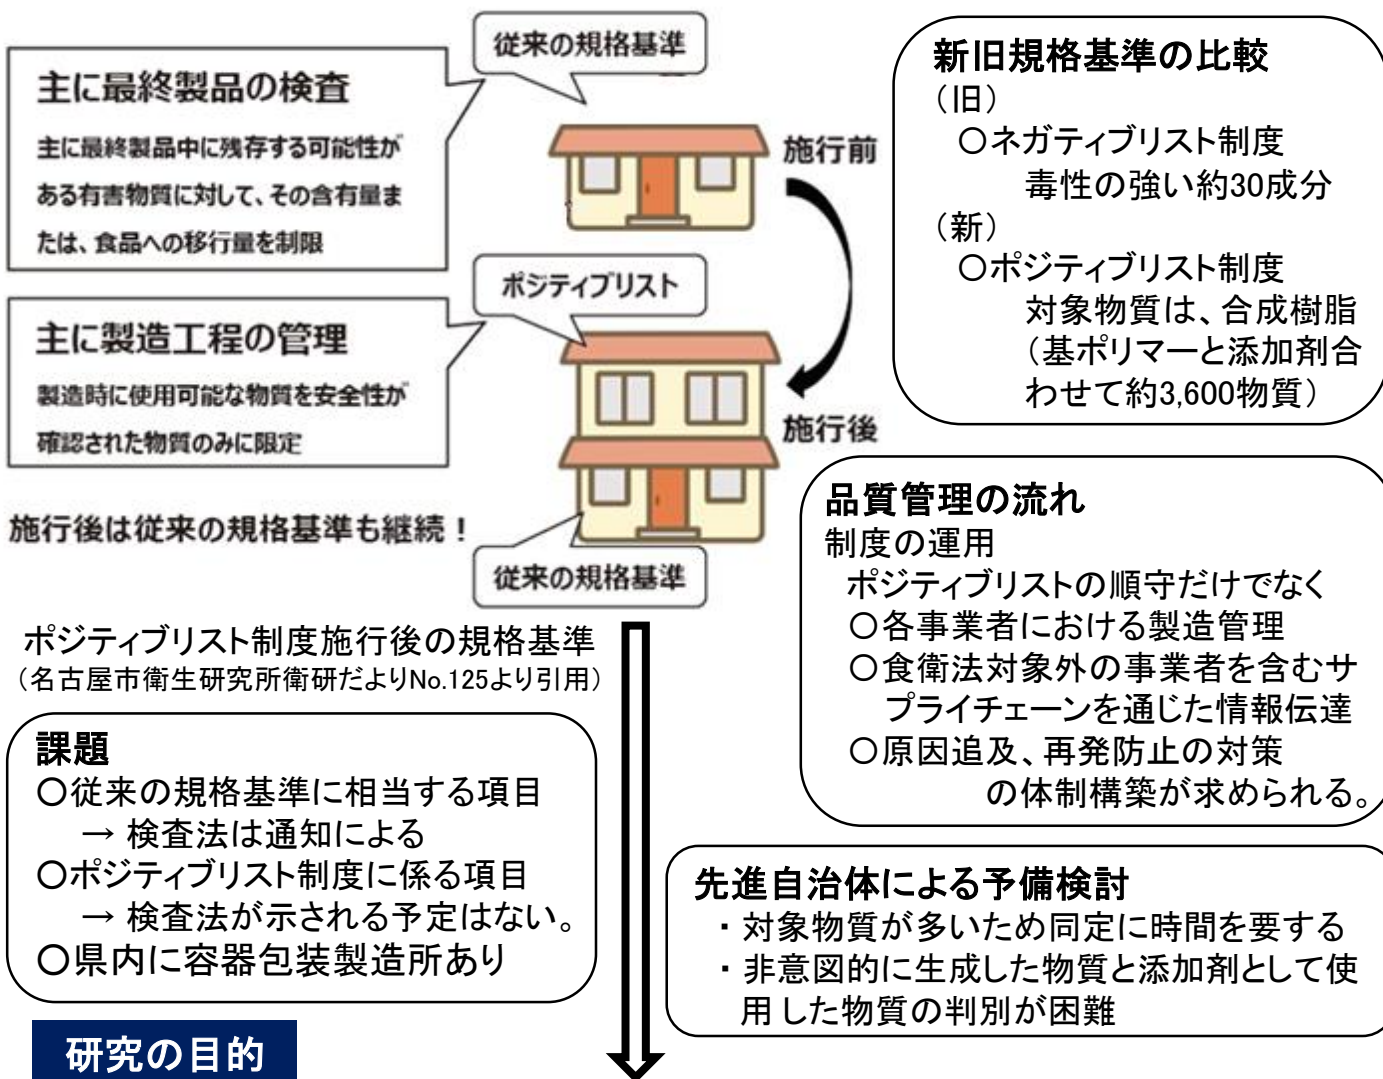 従来の規格基準
主に最終製品の検査
主に最終製品中に残存する可能性が
ある有害物質に対して、その含有量ま
たは、食品への移行量を制限
施行前
ポジティブリスト
主に製造工程の管理
製造時に使用可能な物質を安全性が
確認された物質のみに限定
施行後
施行後は従来の規格基準も継続！
従来の規格基準
ポジティブリスト制度施行後の規格基準
（名古屋市衛生研究所衛研だよりNo.125より引用）
新旧規格基準の比較
（旧）
〇ネガティブリスト制度
毒性の強い約30成分
（新）
〇ポジティブリスト制度
対象物質は、合成樹脂
（基ポリマーと添加剤合
わせて約3,600物質）
品質管理の流れ
制度の運用
ポジティブリストの順守だけでなく
〇各事業者における製造管理
〇食衛法対象外の事業者を含むサ
プライチェーンを通じた情報伝達
〇原因追及、再発防止の対策
の体制構築が求められる。
課題
〇従来の規格基準に相当する項目
→ 検査法は通知による
〇ポジティブリスト制度に係る項目
→ 検査法が示される予定はない。
〇県内に容器包装製造所あり
先進自治体による予備検討
・対象物質が多いため同定に時間を要する
・非意図的に生成した物質と添加剤として使
用した物質の判別が困難
研究の目的